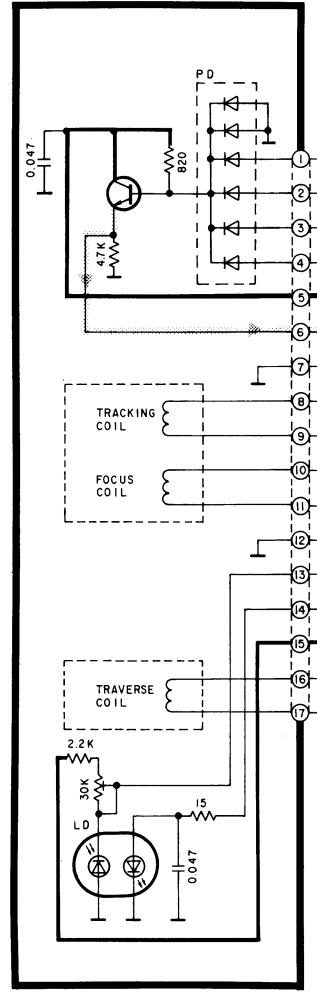 PD
0.047
820
1
2
3
4.7K
4
5
6
7
8
TRACKING
COIL
9
10
FOCUS
COIL
11
12
13
14
15
16
TRAVERSE
COIL
17
2.2K
30K
15
LD
0.047